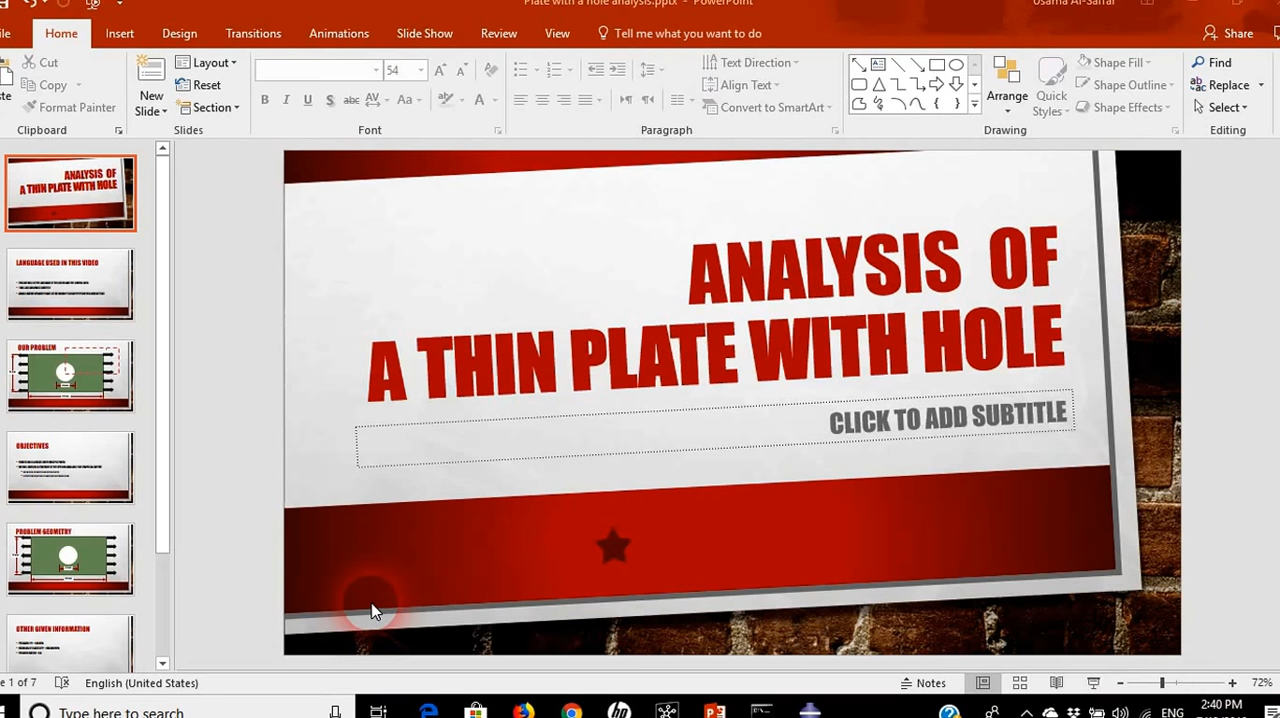 Plate with a hole analysis.pptx - PowerPoint
Usama Al-Saffar
Home Insert Design Transitions Animations Slide Show Review View Tell me what you want to do Share
Cut
Copy
Format Painter
Clipboard
New Slide
Layout
Reset
Section
Slides
54
Font
Text Direction
Align Text
Convert to SmartArt
Paragraph
Arrange
Quick Styles
Shape Fill
Shape Outline
Shape Effects
Drawing
Find
Replace
Select
Editing
ANALYSIS OF
A THIN PLATE WITH HOLE
LANGUAGE USED IN THIS VIDEO
OUR PROBLEM
OBJECTIVES
PROBLEM GEOMETRY
OTHER GIVEN INFORMATION
ANALYSIS OF
A THIN PLATE WITH HOLE
CLICK TO ADD SUBTITLE
1 of 7 English (United States) Notes 72%
Type here to search
ENG 2:40 PM